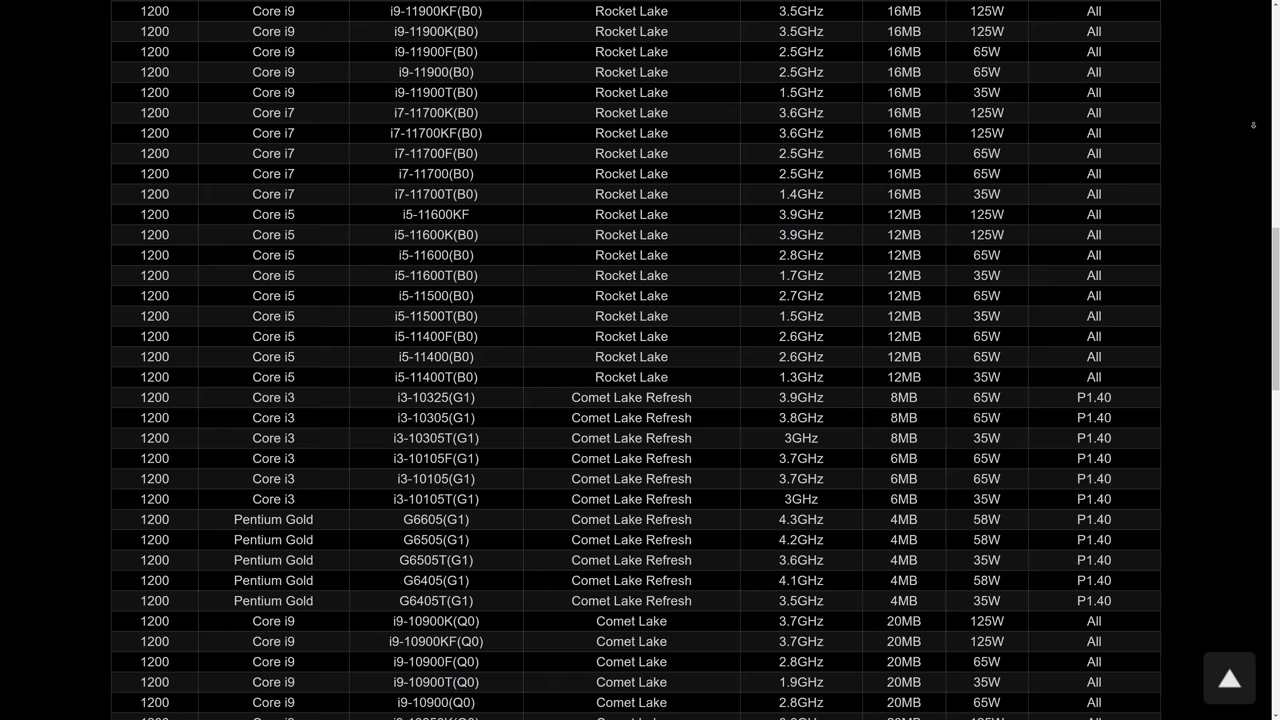 1200 Core i9 i9-11900KF(B0) Rocket Lake 3.5GHz 16MB 125W All
1200 Core i9 i9-11900K(B0) Rocket Lake 3.5GHz 16MB 125W All
1200 Core i9 i9-11900F(B0) Rocket Lake 2.5GHz 16MB 65W All
1200 Core i9 i9-11900(B0) Rocket Lake 2.5GHz 16MB 65W All
1200 Core i9 i9-11900T(B0) Rocket Lake 1.5GHz 16MB 35W All
1200 Core i7 i7-11700K(B0) Rocket Lake 3.6GHz 16MB 125W All
1200 Core i7 i7-11700KF(B0) Rocket Lake 3.6GHz 16MB 125W All
1200 Core i7 i7-11700F(B0) Rocket Lake 2.5GHz 16MB 65W All
1200 Core i7 i7-11700(B0) Rocket Lake 2.5GHz 16MB 65W All
1200 Core i7 i7-11700T(B0) Rocket Lake 1.4GHz 16MB 35W All
1200 Core i5 i5-11600KF Rocket Lake 3.9GHz 12MB 125W All
1200 Core i5 i5-11600K(B0) Rocket Lake 3.9GHz 12MB 125W All
1200 Core i5 i5-11600(B0) Rocket Lake 2.8GHz 12MB 65W All
1200 Core i5 i5-11600T(B0) Rocket Lake 1.7GHz 12MB 35W All
1200 Core i5 i5-11500(B0) Rocket Lake 2.7GHz 12MB 65W All
1200 Core i5 i5-11500T(B0) Rocket Lake 1.5GHz 12MB 35W All
1200 Core i5 i5-11400F(B0) Rocket Lake 2.6GHz 12MB 65W All
1200 Core i5 i5-11400(B0) Rocket Lake 2.6GHz 12MB 65W All
1200 Core i5 i5-11400T(B0) Rocket Lake 1.3GHz 12MB 35W All
1200 Core i3 i3-10325(G1) Comet Lake Refresh 3.9GHz 8MB 65W P1.40
1200 Core i3 i3-10305(G1) Comet Lake Refresh 3.8GHz 8MB 65W P1.40
1200 Core i3 i3-10305T(G1) Comet Lake Refresh 3GHz 8MB 35W P1.40
1200 Core i3 i3-10105F(G1) Comet Lake Refresh 3.7GHz 6MB 65W P1.40
1200 Core i3 i3-10105(G1) Comet Lake Refresh 3.7GHz 6MB 65W P1.40
1200 Core i3 i3-10105T(G1) Comet Lake Refresh 3GHz 6MB 35W P1.40
1200 Pentium Gold G6605(G1) Comet Lake Refresh 4.3GHz 4MB 58W P1.40
1200 Pentium Gold G6505(G1) Comet Lake Refresh 4.2GHz 4MB 58W P1.40
1200 Pentium Gold G6505T(G1) Comet Lake Refresh 3.6GHz 4MB 35W P1.40
1200 Pentium Gold G6405(G1) Comet Lake Refresh 4.1GHz 4MB 58W P1.40
1200 Pentium Gold G6405T(G1) Comet Lake Refresh 3.5GHz 4MB 35W P1.40
1200 Core i9 i9-10900K(Q0) Comet Lake 3.7GHz 20MB 125W All
1200 Core i9 i9-10900KF(Q0) Comet Lake 3.7GHz 20MB 125W All
1200 Core i9 i9-10900F(Q0) Comet Lake 2.8GHz 20MB 65W All
1200 Core i9 i9-10900T(Q0) Comet Lake 1.9GHz 20MB 35W All
1200 Core i9 i9-10900(Q0) Comet Lake 2.8GHz 20MB 65W All